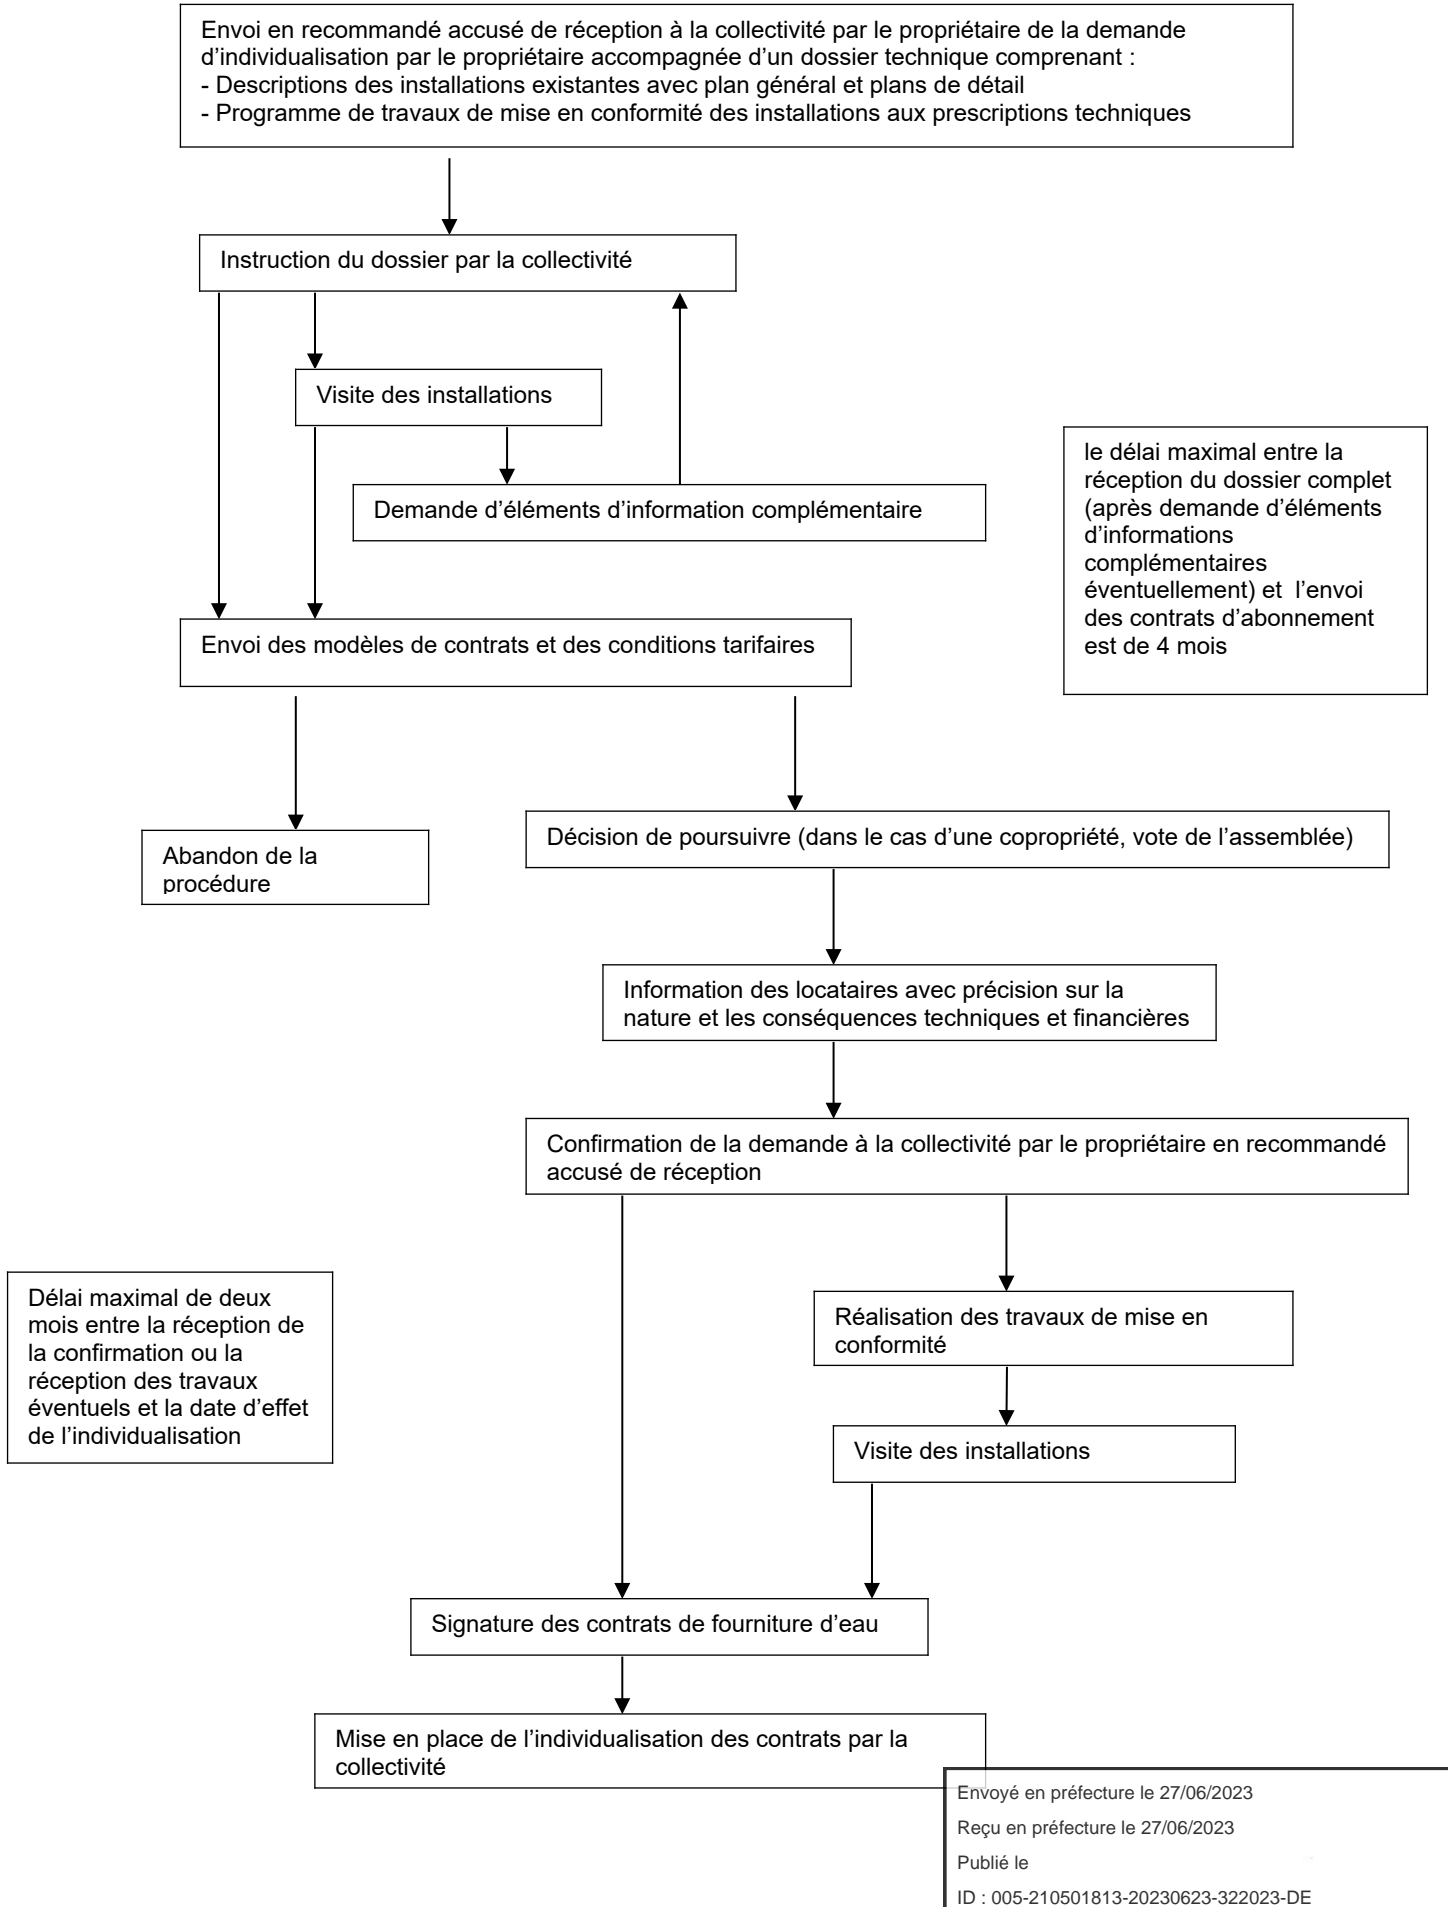 Envoi en recommandé accusé de réception à la collectivité par le propriétaire de la demande
d’individualisation par le propriétaire accompagnée d’un dossier technique comprenant :
- Descriptions des installations existantes avec plan général et plans de détail
- Programme de travaux de mise en conformité des installations aux prescriptions techniques
Instruction du dossier par la collectivité
Visite des installations
Demande d’éléments d’information complémentaire
le délai maximal entre la
réception du dossier complet
(après demande d’éléments
d’informations
complémentaires
éventuellement) et l’envoi
des contrats d’abonnement
est de 4 mois
Envoi des modèles de contrats et des conditions tarifaires
Abandon de la
procédure
Décision de poursuivre (dans le cas d’une copropriété, vote de l’assemblée)
Information des locataires avec précision sur la
nature et les conséquences techniques et financières
Confirmation de la demande à la collectivité par le propriétaire en recommandé
accusé de réception
Délai maximal de deux
mois entre la réception de
la confirmation ou la
réception des travaux
éventuels et la date d’effet
de l’individualisation
Réalisation des travaux de mise en
conformité
Visite des installations
Signature des contrats de fourniture d’eau
Mise en place de l’individualisation des contrats par la
collectivité
Envoyé en préfecture le 27/06/2023
Reçu en préfecture le 27/06/2023
Publié le
ID : 005-210501813-20230623-322023-DE